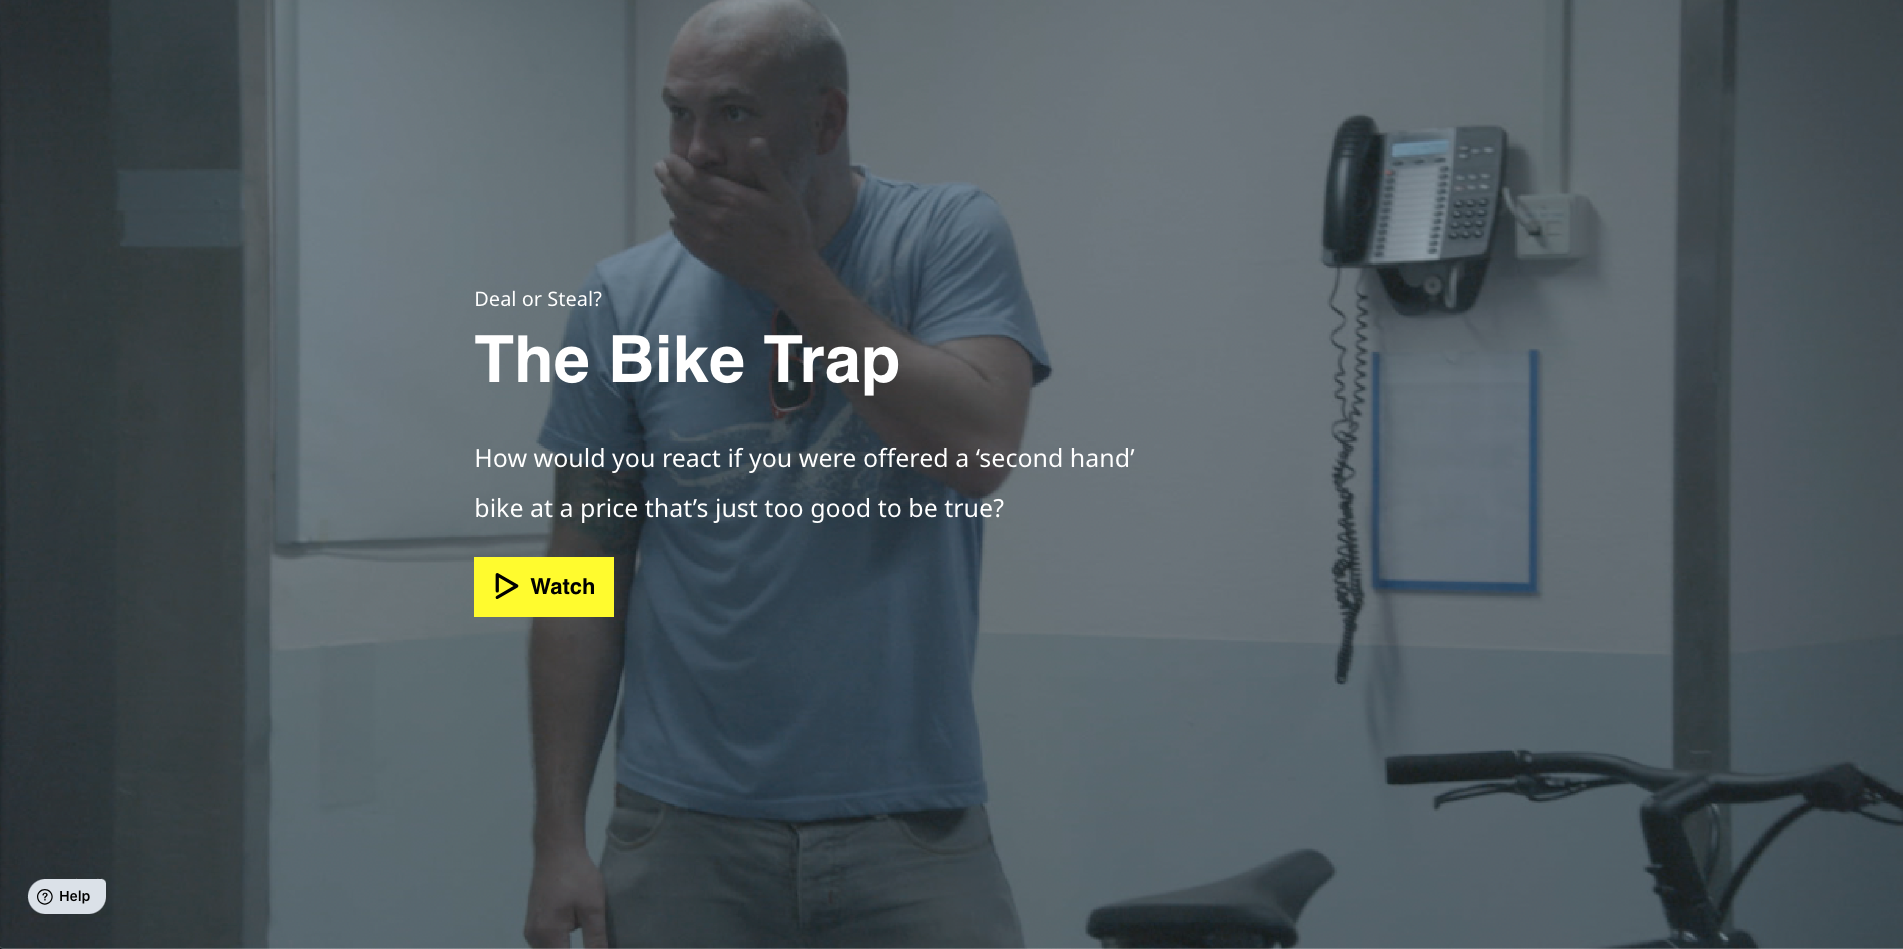 Deal or Steal?
The Bike Trap
How would you react if you were offered a ‘second hand’
bike at a price that’s just too good to be true?
Watch
Help